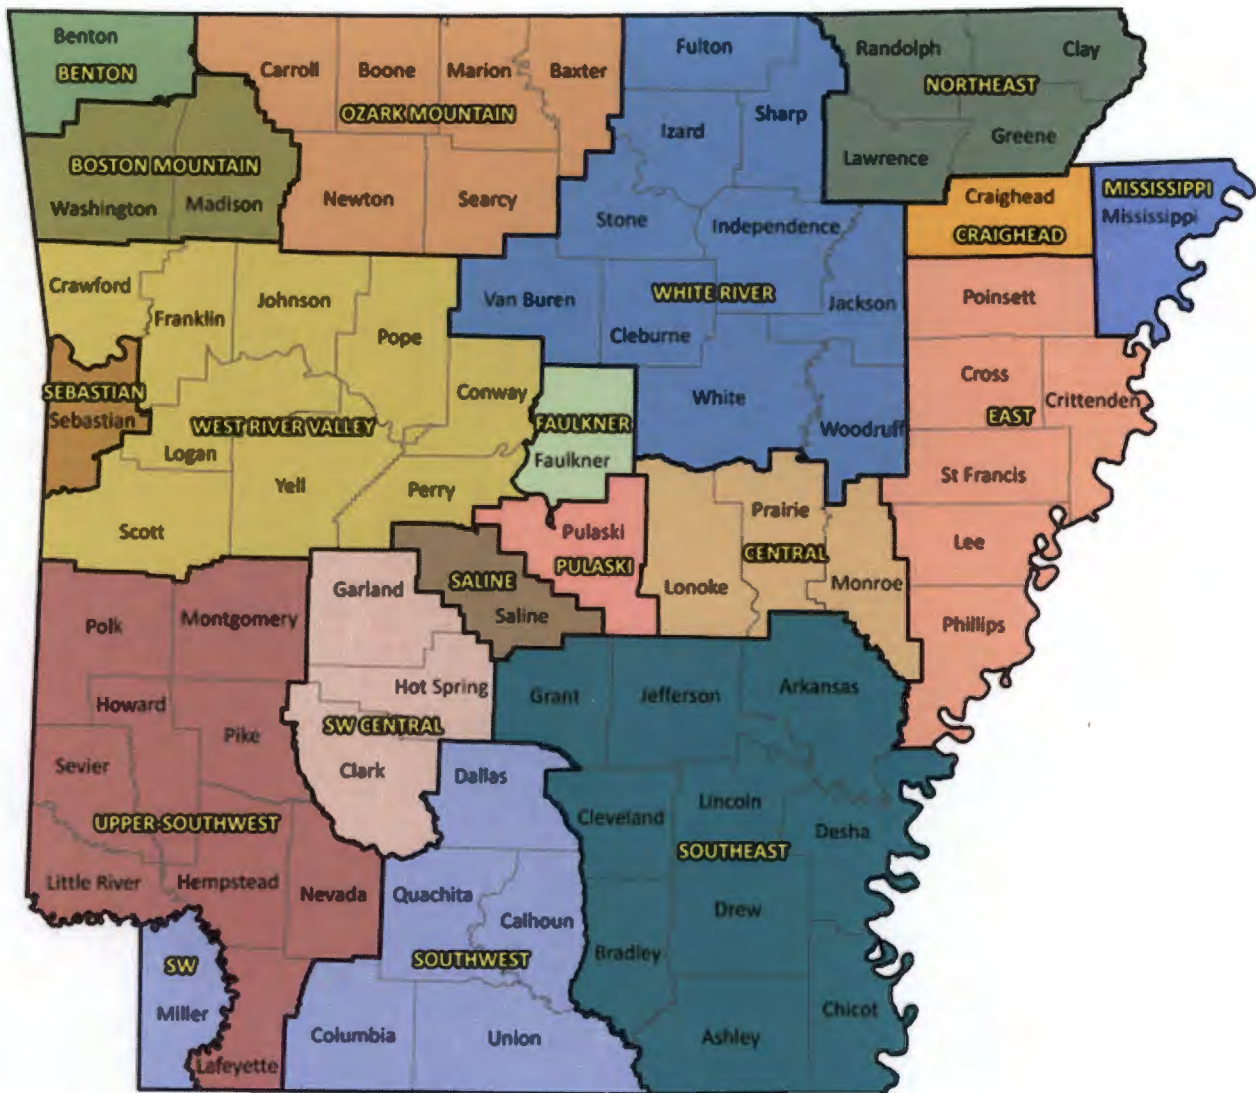 Benton
BENTON
Carroll
Boone
Marion
Baxter
OZARK MOUNTAIN
Newton
Searcy
Fulton
Sharp
Izard
Stone
Independence
Van Buren
WHITE RIVER
Jackson
Cleburne
White
Woodruff
Randolph
Clay
NORTHEAST
Greene
Lawrence
Craighead
CRAIGHEAD
MISSISSIPPI
Mississippi
BOSTON MOUNTAIN
Washington
Madison
Crawford
Franklin
Johnson
Pope
Conway
SEBASTIAN
Sebastian
WEST RIVER VALLEY
Logan
Yell
Perry
Scott
FAULKNER
Faulkner
Poinsett
Cross
Crittenden
EAST
St Francis
Lee
Phillips
Pulaski
PULASKI
Prairie
CENTRAL
Lonoke
Monroe
SALINE
Saline
Garland
Hot Spring
SW CENTRAL
Clark
Polk
Montgomery
Howard
Pike
Sevier
UPPER-SOUTHWEST
Little River
Hempstead
Nevada
Lafeyette
SW
Miller
Dallas
Quachita
Calhoun
SOUTHWEST
Columbia
Union
Grant
Jefferson
Arkansas
Cleveland
Lincoln
Desha
SOUTHEAST
Drew
Bradley
Chicot
Ashley